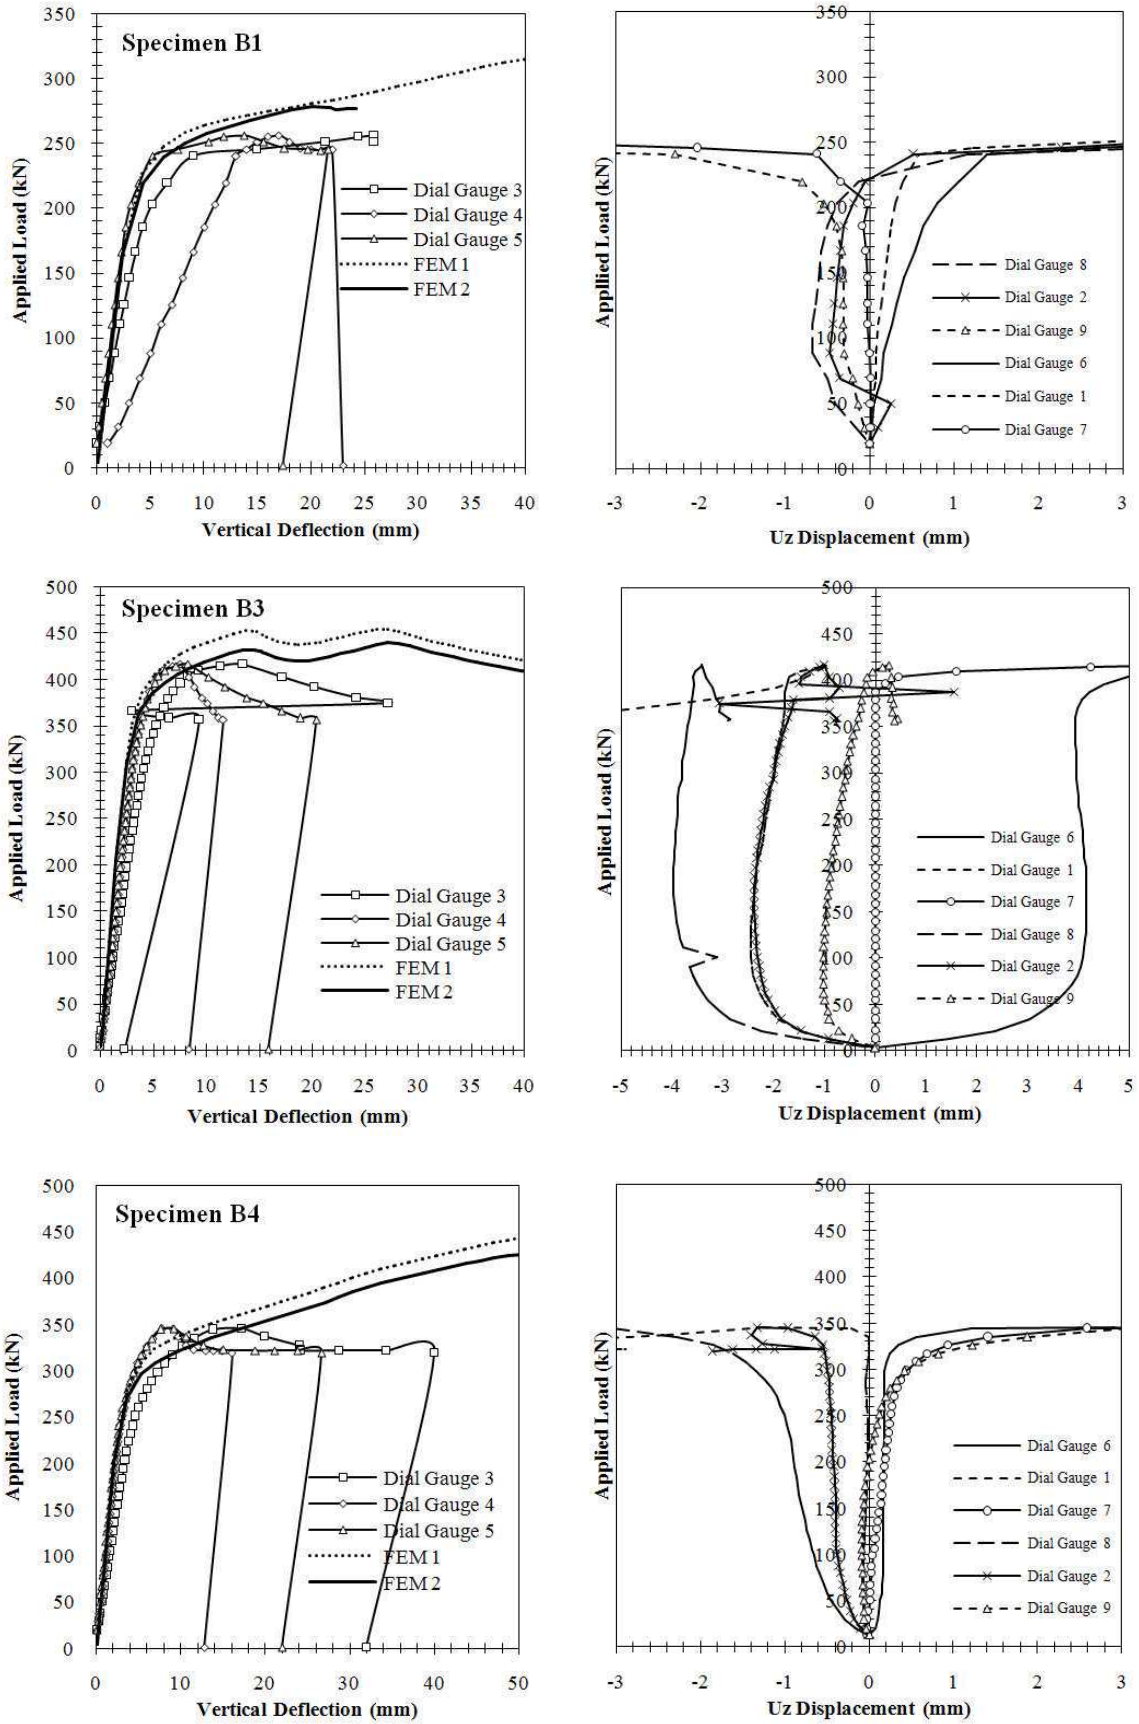 Specimen B1
Applied Load (kN)
350
300
250
200
150
100
50
0
Dial Gauge 3
Dial Gauge 4
Dial Gauge 5
FEM 1
FEM 2
0 5 10 15 20 25 30 35 40
Vertical Deflection (mm)
Appllied Load (kN)
350
300
250
200
150
100
50
0
Dial Gauge 8
Dial Gauge 2
Dial Gauge 9
Dial Gauge 6
Dial Gauge 1
Dial Gauge 7
-3 -2 -1 0 1 2 3
Uz Displacement (mm)
Specimen B3
Applied Load (kN)
500
450
400
350
300
250
200
150
100
50
0
Dial Gauge 3
Dial Gauge 4
Dial Gauge 5
FEM 1
FEM 2
0 5 10 15 20 25 30 35 40
Vertical Deflection (mm)
Applied Load (kN)
500
450
400
350
300
250
200
150
100
50
0
Dial Gauge 6
Dial Gauge 1
Dial Gauge 7
Dial Gauge 8
Dial Gauge 2
Dial Gauge 9
-5 -4 -3 -2 -1 0 1 2 3 4 5
Uz Displacement (mm)
Specimen B4
Applied Load (kN)
500
450
400
350
300
250
200
150
100
50
0
Dial Gauge 3
Dial Gauge 4
Dial Gauge 5
FEM 1
FEM 2
0 10 20 30 40 50
Vertical Deflection (mm)
Applied Load (kN)
500
450
400
350
300
250
200
150
100
50
0
Dial Gauge 6
Dial Gauge 1
Dial Gauge 7
Dial Gauge 8
Dial Gauge 2
Dial Gauge 9
-3 -2 -1 0 1 2 3
Uz Displacement (mm)